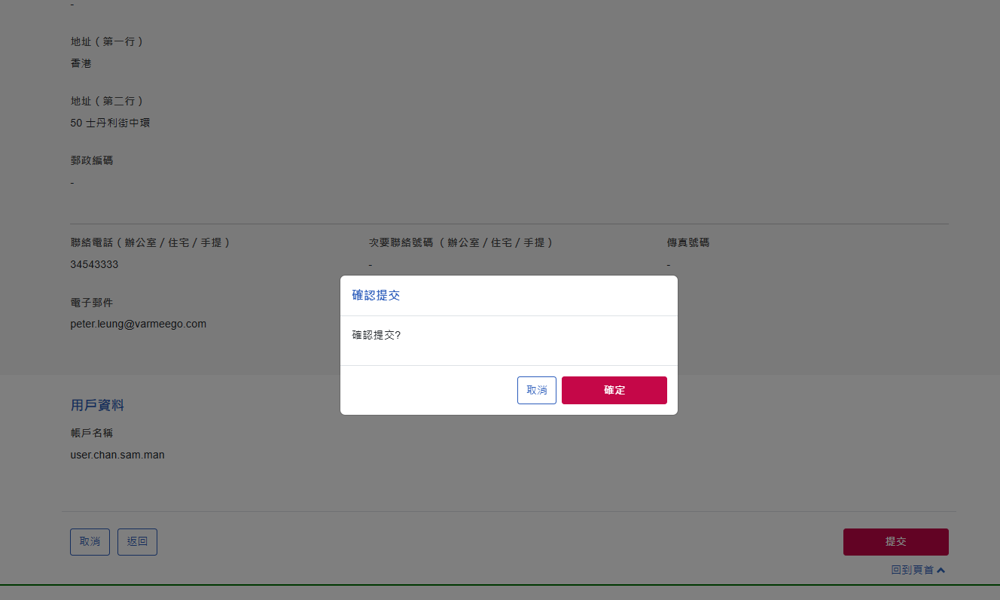 -
地址 ( 第一行 )
香港
地址 ( 第二行 )
50 士丹利街中環
郵政編碼
-
聯絡電話 ( 辦公室 / 住宅 / 手提 )
次要聯絡號碼 ( 辦公室 / 住宅 / 手提 )
傳真號碼
34543333
-
-
電子郵件
peter.leung@varmeego.com
確認提交
確認提交?
取消
確定
用戶資料
帳戶名稱
user.chan.sam.man
取消
返回
提交
回到頁首